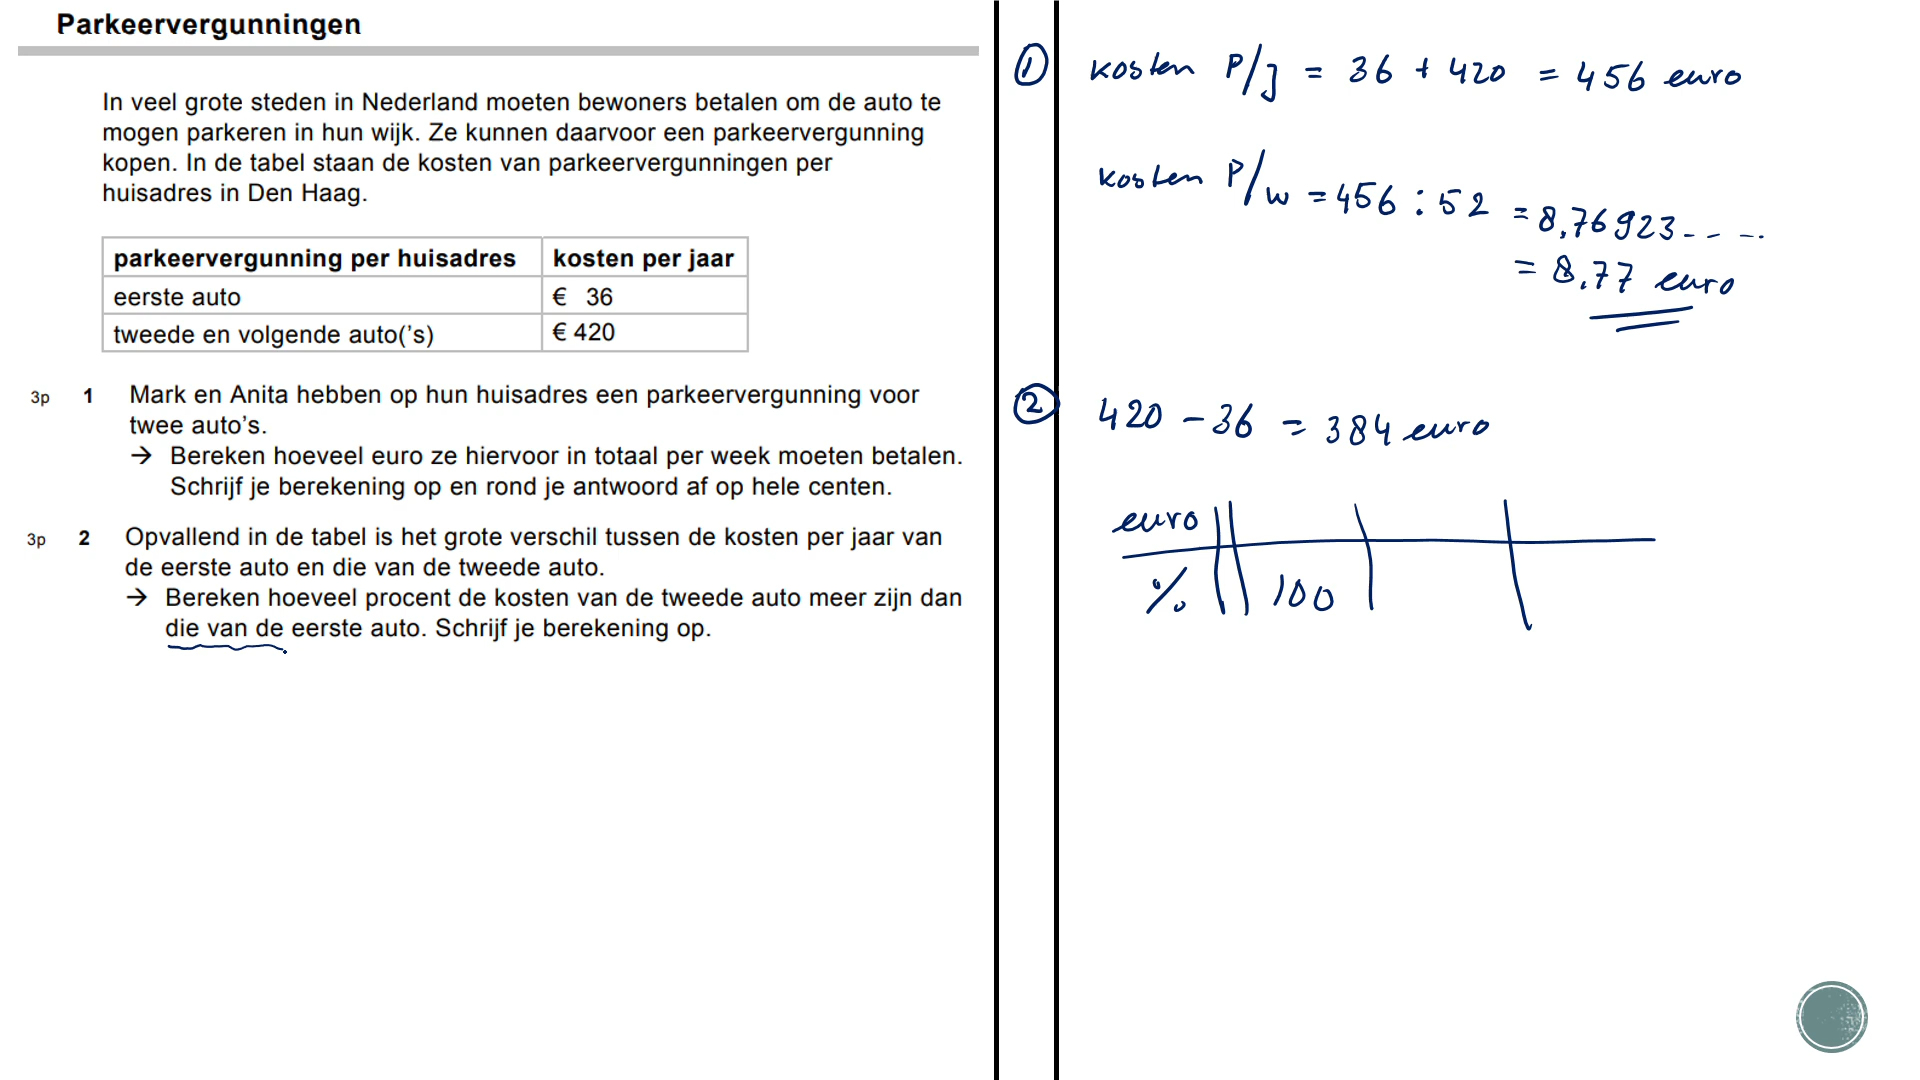 Parkeervergunningen
In veel grote steden in Nederland moeten bewoners betalen om de auto te
mogen parkeren in hun wijk. Ze kunnen daarvoor een parkeervergunning
kopen. In de tabel staan de kosten van parkeervergunningen per
huisadres in Den Haag.
parkeervergunning per huisadres kosten per jaar
eerste auto € 36
tweede en volgende auto(’s) € 420
3p 1 Mark en Anita hebben op hun huisadres een parkeervergunning voor
twee auto’s.
→ Bereken hoeveel euro ze hiervoor in totaal per week moeten betalen.
Schrijf je berekening op en rond je antwoord af op hele centen.
3p 2 Opvallend in de tabel is het grote verschil tussen de kosten per jaar van
de eerste auto en die van de tweede auto.
→ Bereken hoeveel procent de kosten van de tweede auto meer zijn dan
die van de eerste auto. Schrijf je berekening op.
① kosten P/J = 36 + 420 = 456 euro
kosten P/w = 456 : 52 = 8,76923- - - -.
= 8,77 euro
② 420 - 36 = 384 euro
euro
% 100